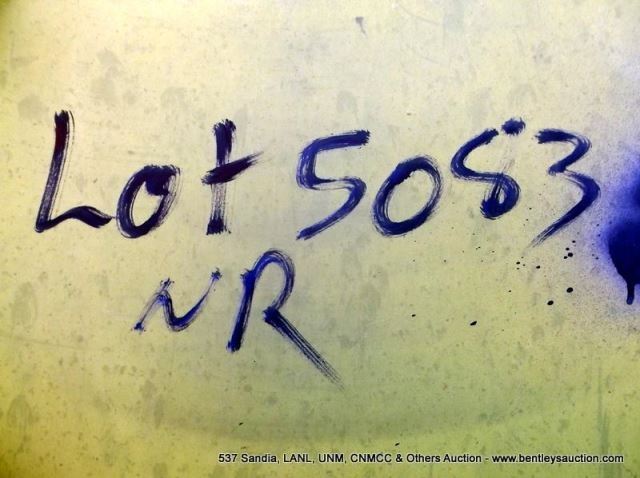 Lot 5083
NR
537 Sandia, LANL, UNM, CNMCC & Others Auction - www.bentleysauction.com